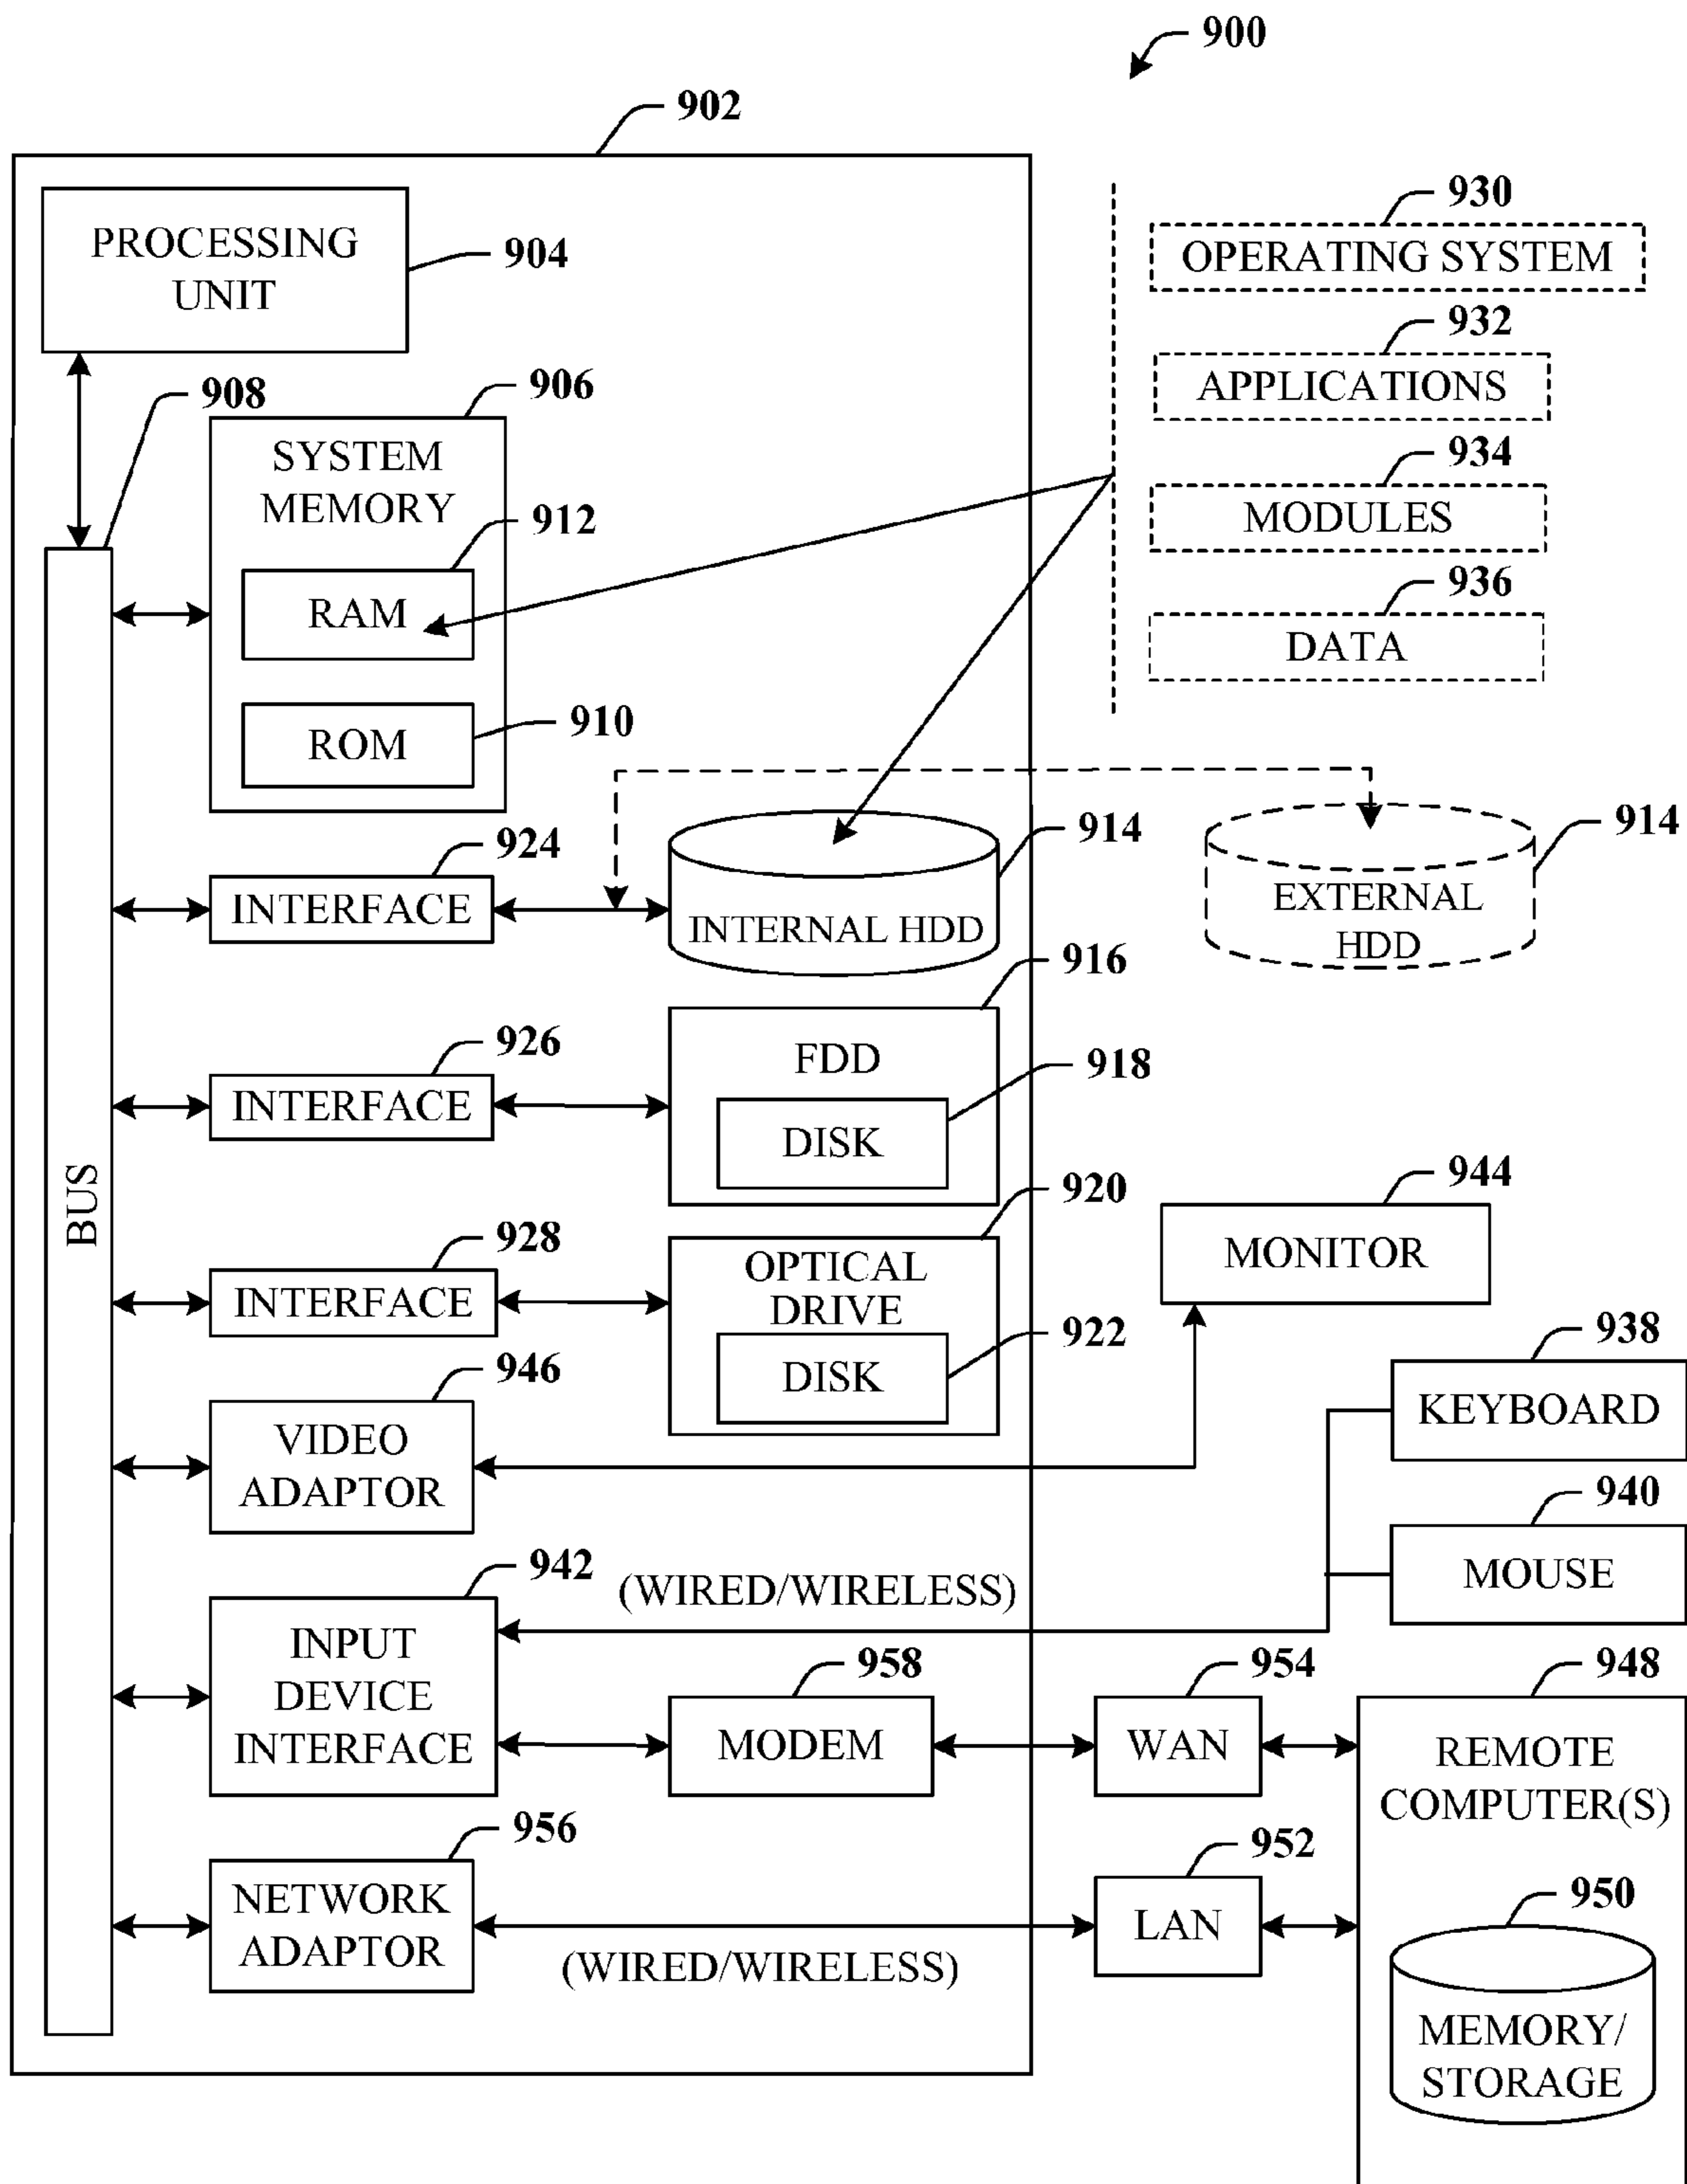 900
902
PROCESSING
UNIT
904
930
OPERATING SYSTEM
932
APPLICATIONS
934
MODULES
936
DATA
908
906
SYSTEM
MEMORY
912
RAM
910
ROM
BUS
924
INTERFACE
914
INTERNAL HDD
914
EXTERNAL
HDD
926
INTERFACE
916
FDD
918
DISK
928
INTERFACE
920
OPTICAL
DRIVE
922
DISK
944
MONITOR
946
VIDEO
ADAPTOR
938
KEYBOARD
940
MOUSE
942
INPUT
DEVICE
INTERFACE
(WIRED/WIRELESS)
958
MODEM
954
WAN
948
REMOTE
COMPUTER(S)
956
NETWORK
ADAPTOR
(WIRED/WIRELESS)
952
LAN
950
MEMORY/
STORAGE